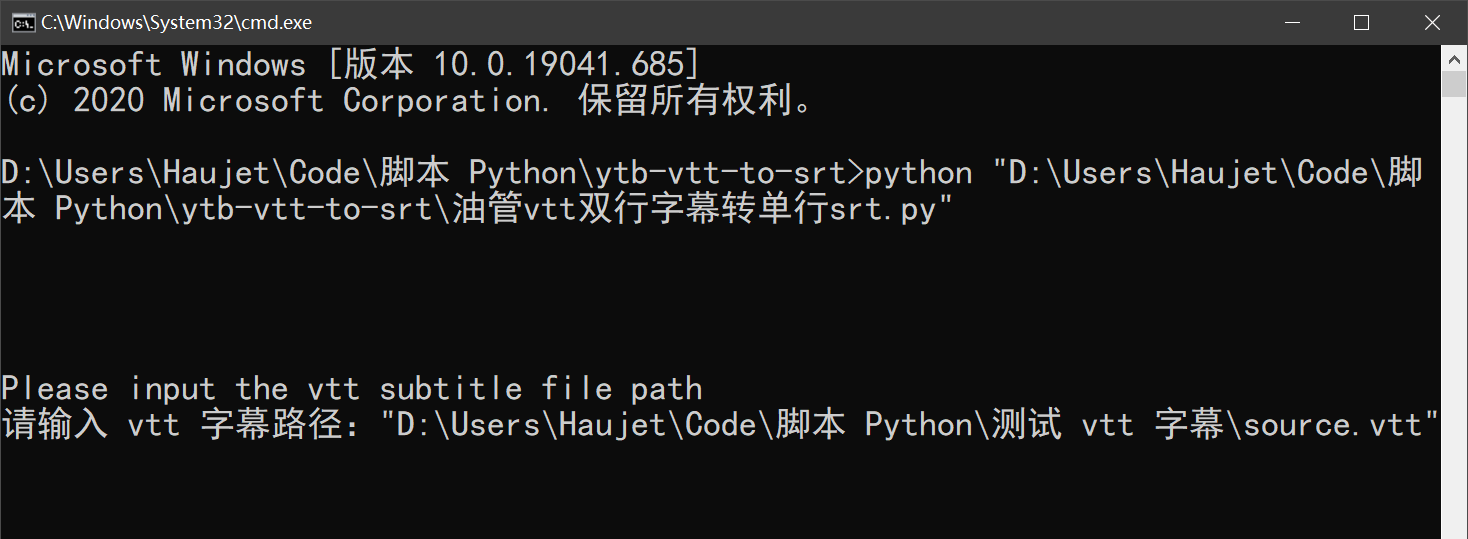 C:\Windows\System32\cmd.exe
Microsoft Windows [版本 10.0.19041.685]
(c) 2020 Microsoft Corporation. 保留所有权利。
D:\Users\Haujet\Code\脚本 Python\ytb-vtt-to-srt>python "D:\Users\Haujet\Code\脚
本 Python\ytb-vtt-to-srt\油管vtt双行字幕转单行srt.py"
Please input the vtt subtitle file path
请输入 vtt 字幕路径："D:\Users\Haujet\Code\脚本 Python\测试 vtt 字幕\source.vtt"